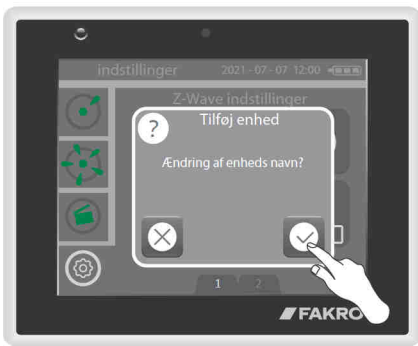 indstillinger 2021 - 07 - 07 12:00
Z-Wave indstillinger
Tilføj enhed
?
Ændring af enheds navn?
1 2
FAKRO